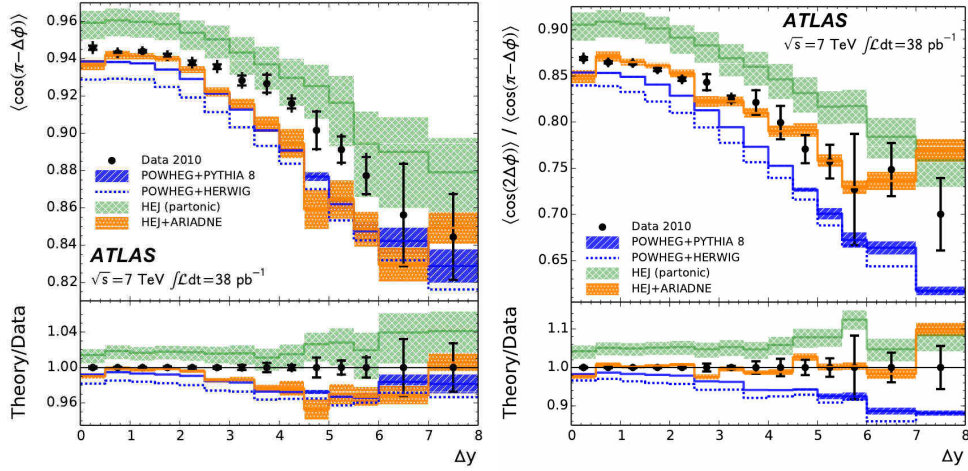 ⟨cos(π−Δϕ)⟩
0.96
0.94
0.92
0.90
0.88
0.86
0.84
0.82
Data 2010
POWHEG+PYTHIA 8
POWHEG+HERWIG
HEJ (partonic)
HEJ+ARIADNE
ATLAS
√s=7 TeV ∫ℒdt=38 pb⁻¹
Theory/Data
1.04
1.00
0.96
0 1 2 3 4 5 6 7 8
Δy
⟨cos(2Δϕ)⟩ / ⟨cos(π−Δϕ)⟩
0.90
0.85
0.80
0.75
0.70
0.65
ATLAS
√s=7 TeV ∫ℒdt=38 pb⁻¹
Data 2010
POWHEG+PYTHIA 8
POWHEG+HERWIG
HEJ (partonic)
HEJ+ARIADNE
Theory/Data
1.1
1.0
0.9
0 1 2 3 4 5 6 7 8
Δy